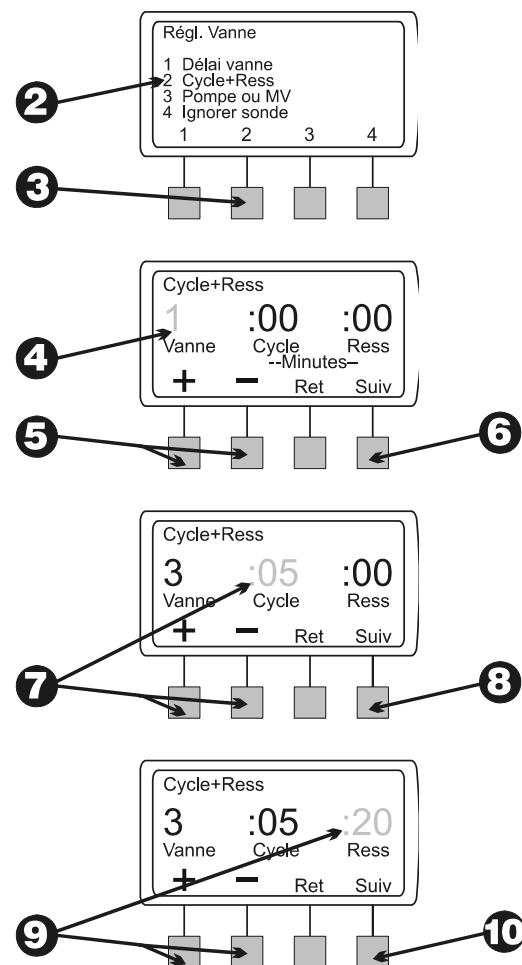 Régl. Vanne
1 Délai vanne
2 Cycle+Ress
3 Pompe ou MV
4 Ignorer sonde
1 2 3 4
2
3
Cycle+Ress
1 :00 :00
Vanne Cycle Ress
--Minutes–
+ − Ret Suiv
4
5
6
Cycle+Ress
3 :05 :00
Vanne Cycle Ress
+ − Ret Suiv
7
8
Cycle+Ress
3 :05 :20
Vanne Cycle Ress
+ − Ret Suiv
9
10